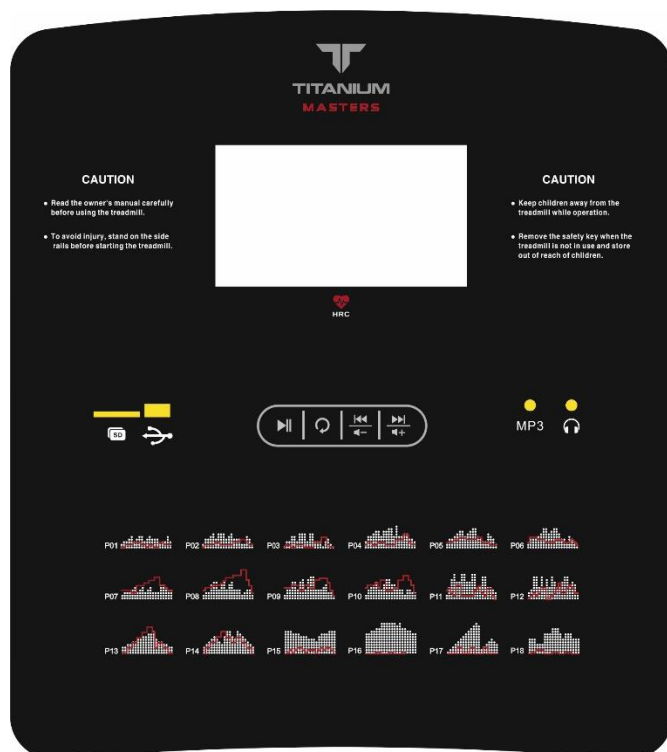 TITANIUM
MASTERS
CAUTION
● Read the owner's manual carefully
before using the treadmill.
● To avoid injury, stand on the side
rails before starting the treadmill.
CAUTION
● Keep children away from the
treadmill while operation.
● Remove the safety key when the
treadmill is not in use and store
out of reach of children.
HRC
SD
MP3
P01 P02 P03 P04 P05 P06
P07 P08 P09 P10 P11 P12
P13 P14 P15 P16 P17 P18